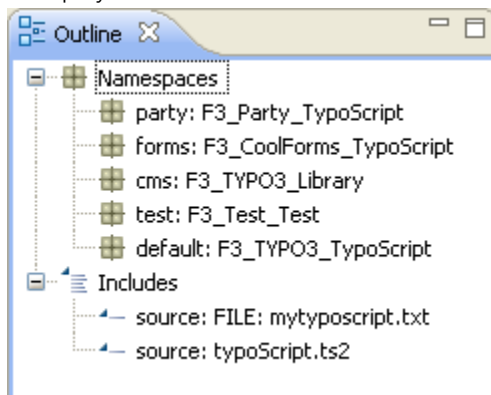 Outline
Namespaces
party: F3_Party_TypoScript
forms: F3_CoolForms_TypoScript
cms: F3_TYPO3_Library
test: F3_Test_Test
default: F3_TYPO3_TypoScript
Includes
source: FILE: mytyposcript.txt
source: typoScript.ts2